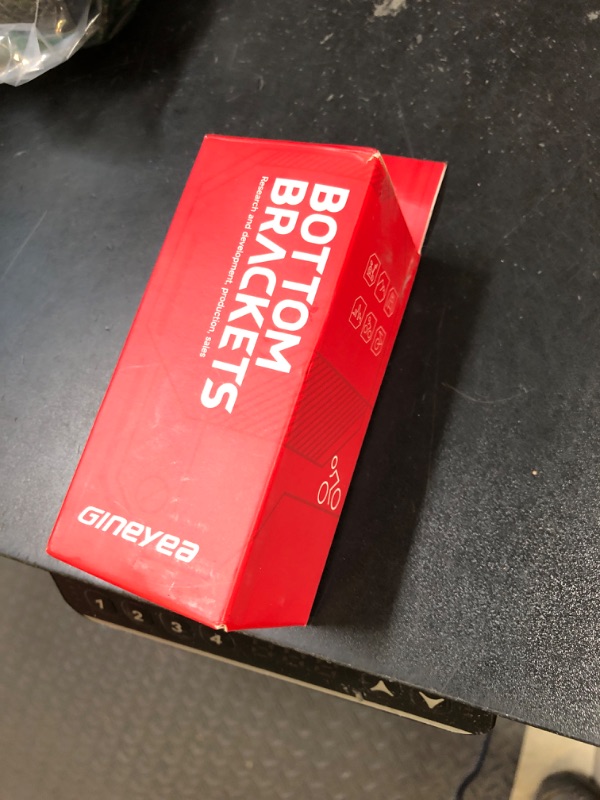 BOTTOM
BRACKETS
Research and development, production, sales
GINEYEA
1 2 3 4